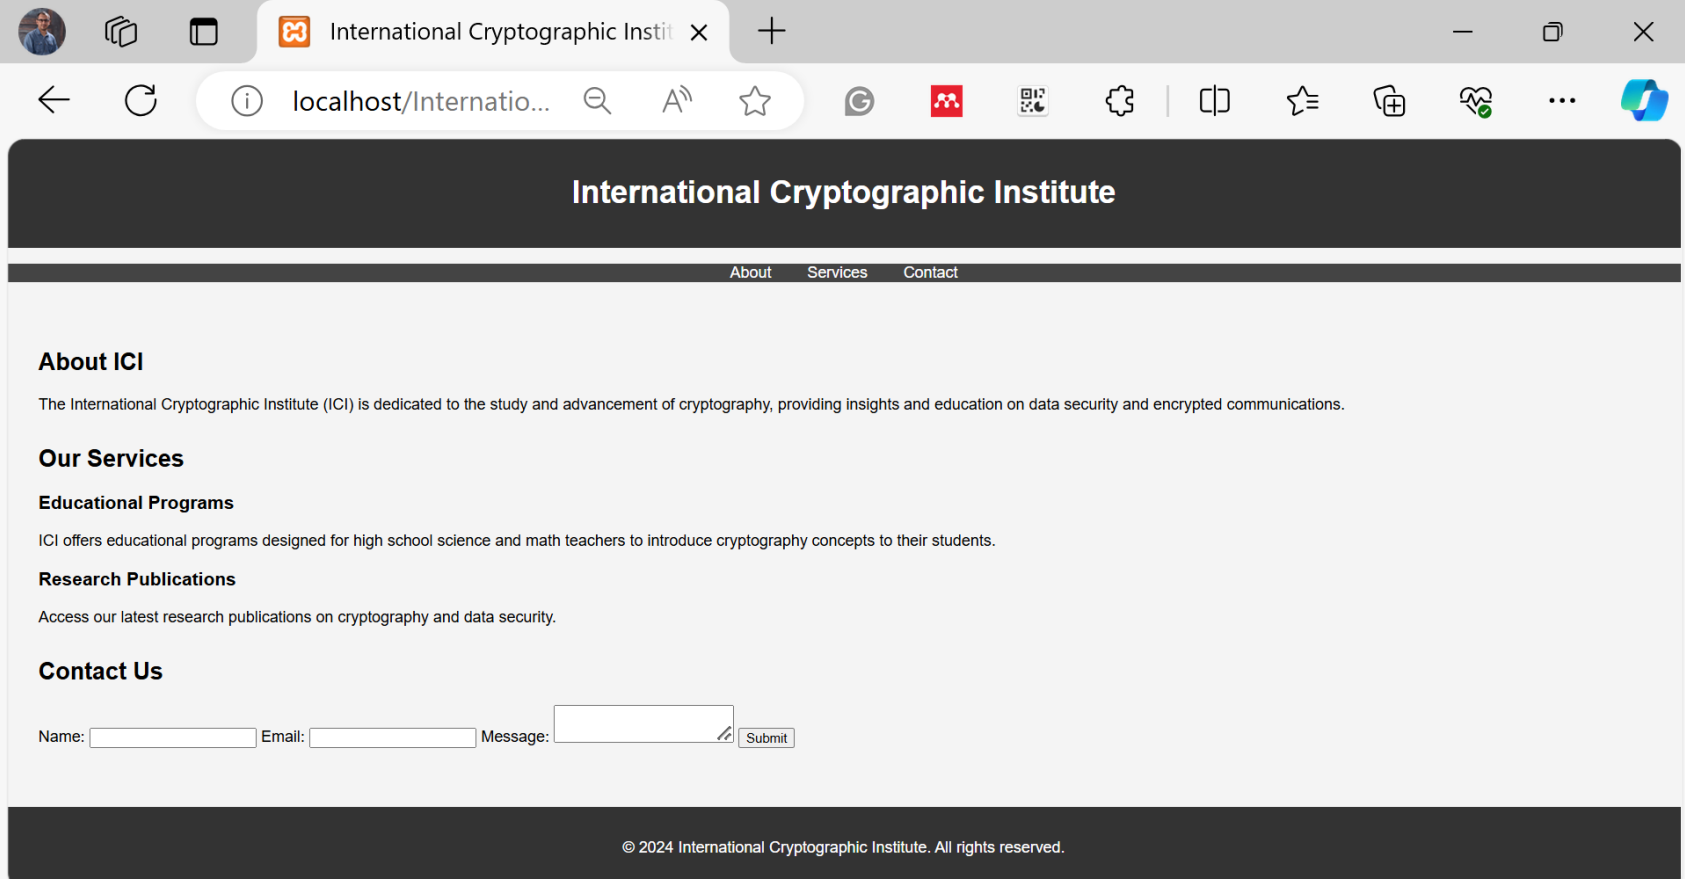 International Cryptographic Instit
localhost/Internatio...
International Cryptographic Institute
About Services Contact
About ICI
The International Cryptographic Institute (ICI) is dedicated to the study and advancement of cryptography, providing insights and education on data security and encrypted communications.
Our Services
Educational Programs
ICI offers educational programs designed for high school science and math teachers to introduce cryptography concepts to their students.
Research Publications
Access our latest research publications on cryptography and data security.
Contact Us
Name: Email: Message: Submit
© 2024 International Cryptographic Institute. All rights reserved.